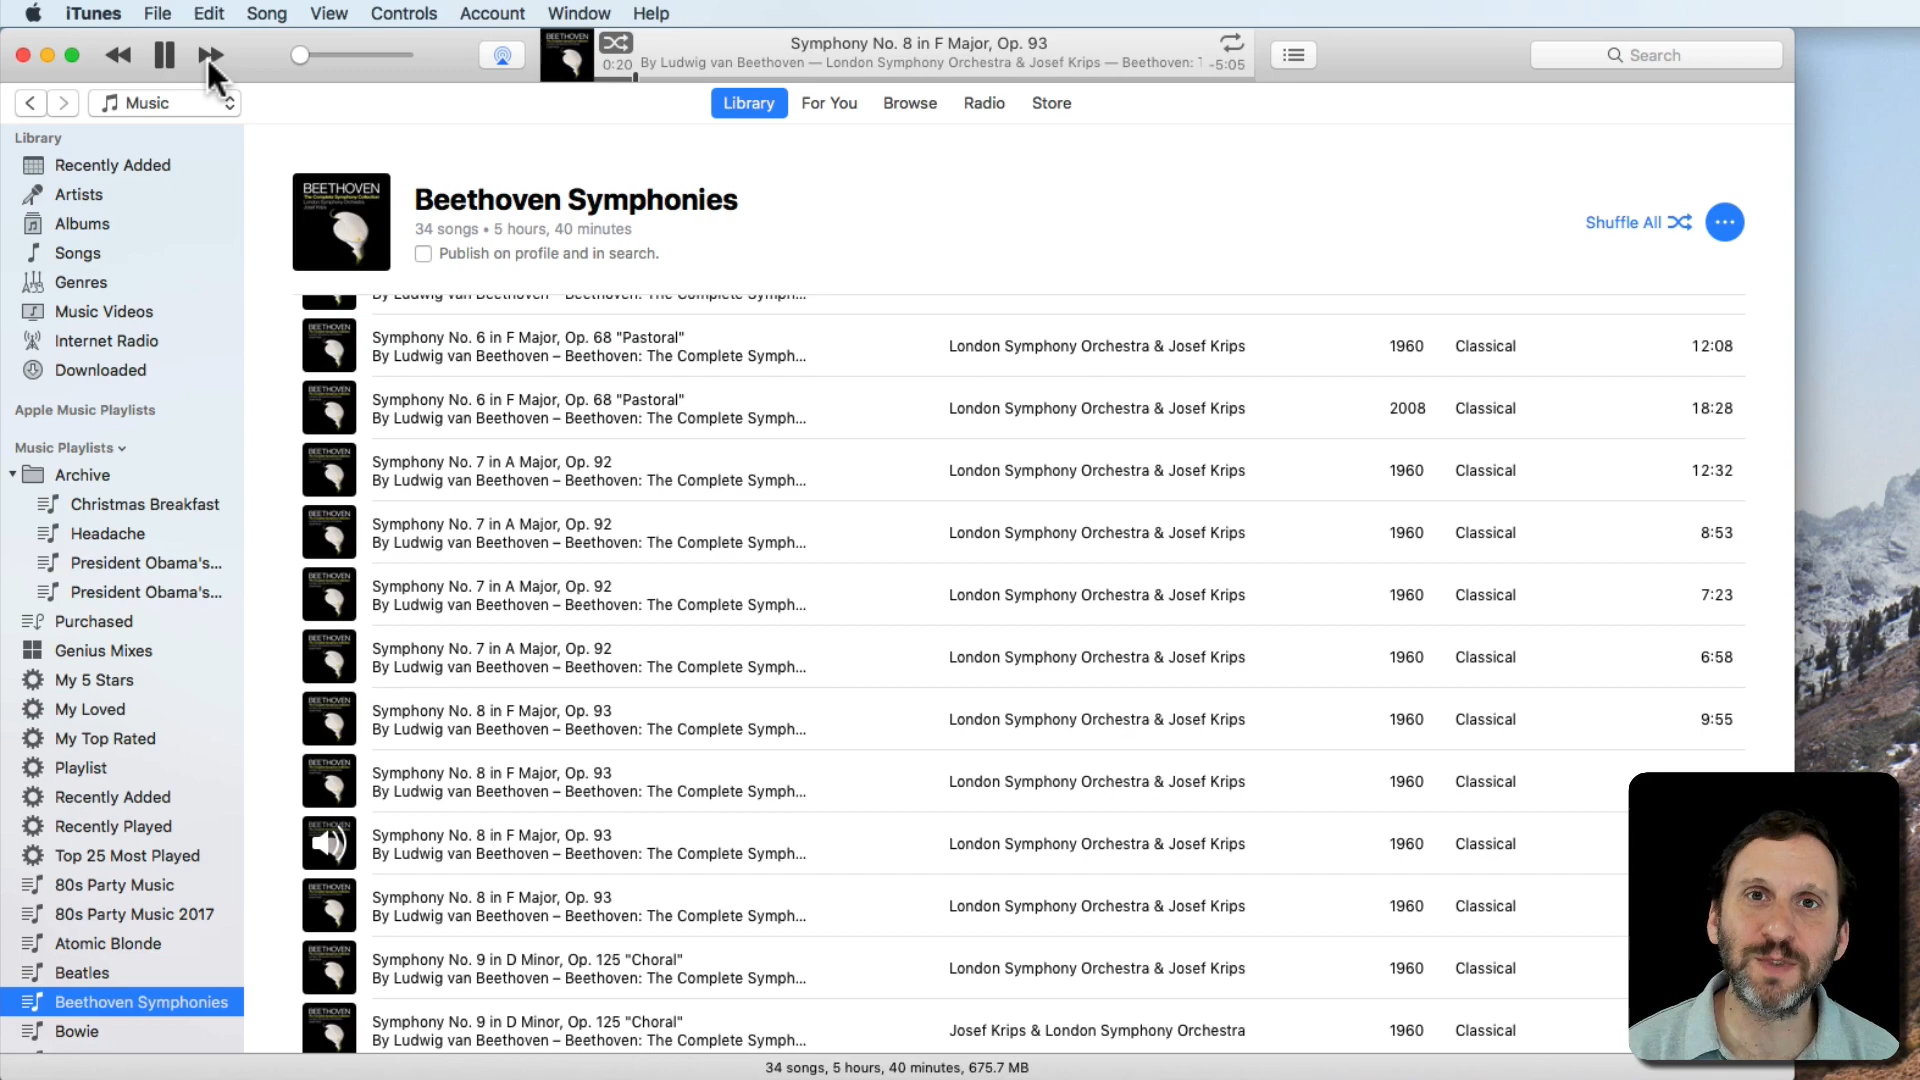 iTunes File Edit Song View Controls Account Window Help
Symphony No. 8 in F Major, Op. 93
0:20 By Ludwig van Beethoven — London Symphony Orchestra & Josef Krips — Beethoven: -5:05
Search
Music
Library For You Browse Radio Store
Library
Recently Added
Artists
Albums
Songs
Genres
Music Videos
Internet Radio
Downloaded
Apple Music Playlists
Music Playlists
Archive
Christmas Breakfast
Headache
President Obama's...
President Obama's...
Purchased
Genius Mixes
My 5 Stars
My Loved
My Top Rated
Playlist
Recently Added
Recently Played
Top 25 Most Played
80s Party Music
80s Party Music 2017
Atomic Blonde
Beatles
Beethoven Symphonies
Bowie
BEETHOVEN
The Complete Symphony Collection
London Symphony Orchestra
Josef Krips
Beethoven Symphonies
34 songs • 5 hours, 40 minutes
Publish on profile and in search.
Shuffle All
By Ludwig van Beethoven – Beethoven: The Complete Symph...
Symphony No. 6 in F Major, Op. 68 "Pastoral"
By Ludwig van Beethoven – Beethoven: The Complete Symph...
London Symphony Orchestra & Josef Krips 1960 Classical 12:08
Symphony No. 6 in F Major, Op. 68 "Pastoral"
By Ludwig van Beethoven – Beethoven: The Complete Symph...
London Symphony Orchestra & Josef Krips 2008 Classical 18:28
Symphony No. 7 in A Major, Op. 92
By Ludwig van Beethoven – Beethoven: The Complete Symph...
London Symphony Orchestra & Josef Krips 1960 Classical 12:32
Symphony No. 7 in A Major, Op. 92
By Ludwig van Beethoven – Beethoven: The Complete Symph...
London Symphony Orchestra & Josef Krips 1960 Classical 8:53
Symphony No. 7 in A Major, Op. 92
By Ludwig van Beethoven – Beethoven: The Complete Symph...
London Symphony Orchestra & Josef Krips 1960 Classical 7:23
Symphony No. 7 in A Major, Op. 92
By Ludwig van Beethoven – Beethoven: The Complete Symph...
London Symphony Orchestra & Josef Krips 1960 Classical 6:58
Symphony No. 8 in F Major, Op. 93
By Ludwig van Beethoven – Beethoven: The Complete Symph...
London Symphony Orchestra & Josef Krips 1960 Classical 9:55
Symphony No. 8 in F Major, Op. 93
By Ludwig van Beethoven – Beethoven: The Complete Symph...
London Symphony Orchestra & Josef Krips 1960 Classical
Symphony No. 8 in F Major, Op. 93
By Ludwig van Beethoven – Beethoven: The Complete Symph...
London Symphony Orchestra & Josef Krips 1960 Classical
Symphony No. 8 in F Major, Op. 93
By Ludwig van Beethoven – Beethoven: The Complete Symph...
London Symphony Orchestra & Josef Krips 1960 Classical
Symphony No. 9 in D Minor, Op. 125 "Choral"
By Ludwig van Beethoven – Beethoven: The Complete Symph...
London Symphony Orchestra & Josef Krips 1960 Classical
Symphony No. 9 in D Minor, Op. 125 "Choral"
By Ludwig van Beethoven – Beethoven: The Complete Symph...
Josef Krips & London Symphony Orchestra 1960 Classical
34 songs, 5 hours, 40 minutes, 675.7 MB